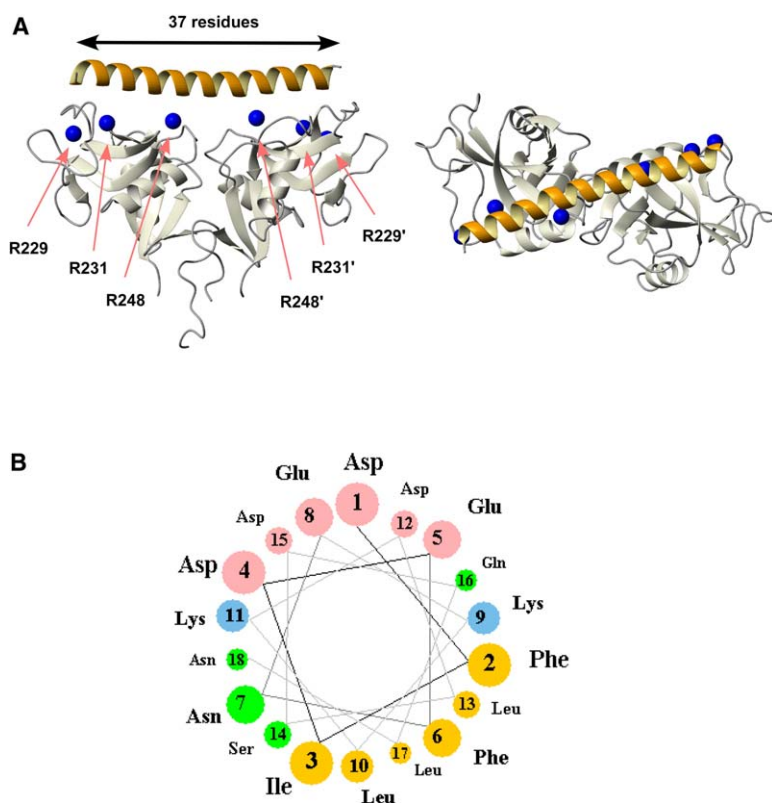 A
37 residues
R229
R231
R248
R248'
R231'
R229'
B
Asp
Glu
Asp
Asp
Glu
1
12
8
5
15
Gln
Asp
4
16
Lys
11
9
Lys
Asn
18
2
Phe
Asn
7
13
Leu
Ser
14
6
Phe
3
10
17
Leu
Ile
Leu